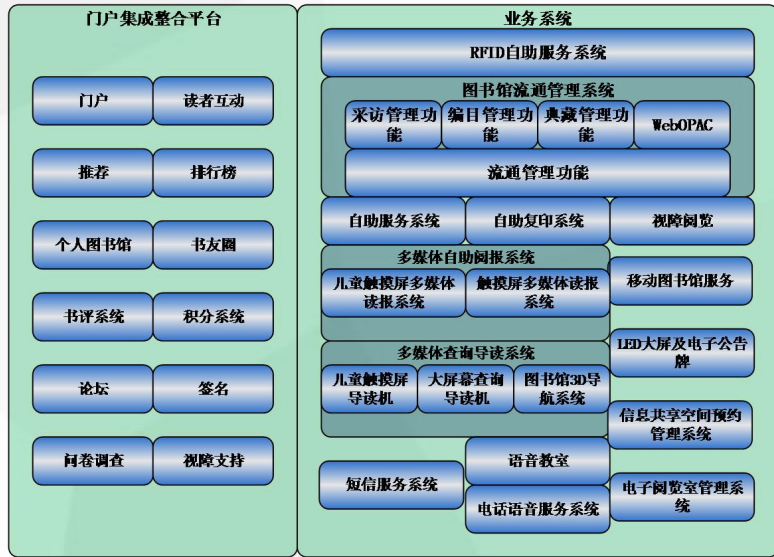 门户集成整合平台
门户
读者互动
推荐
排行榜
个人图书馆
书友圈
书评系统
积分系统
论坛
签名
问卷调查
视障支持
业务系统
RFID自助服务系统
图书馆流通管理系统
采访管理功
能
编目管理功
能
典藏管理功
能
WebOPAC
流通管理功能
自助服务系统
自助复印系统
视障阅览
多媒体自助阅报系统
儿童触摸屏多媒体
读报系统
触摸屏多媒体读报
系统
移动图书馆服务
多媒体查询导读系统
儿童触摸屏
导读机
大屏幕查询
导读机
图书馆3D导
航系统
LED大屏及电子公告
牌
信息共享空间预约
管理系统
短信服务系统
语音教室
电话语音服务系统
电子阅览室管理系
统